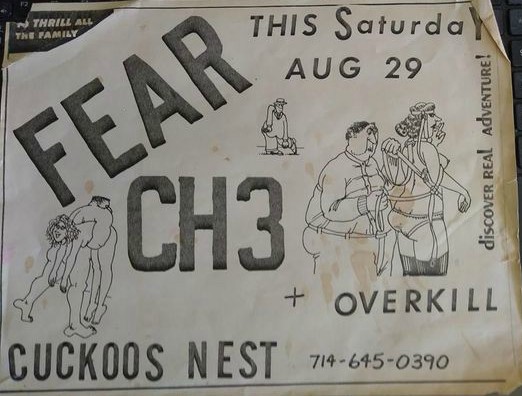 TO THRILL ALL
THE FAMILY
THIS SaturdaY
AUG 29
FEAR
discover real adventure!
CH3
+ OVERKILL
CUCKOOS NEST
714-645-0390